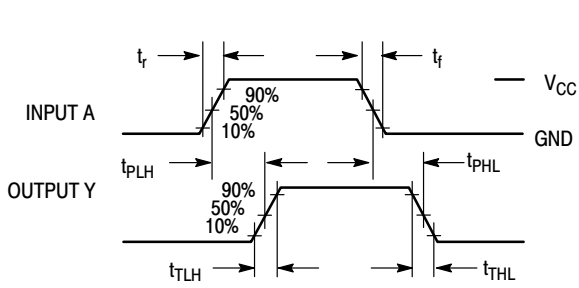 tr
tf
VCC
INPUT A
90%
50%
10%
GND
tPLH
tPHL
OUTPUT Y
90%
50%
10%
tTLH
tTHL